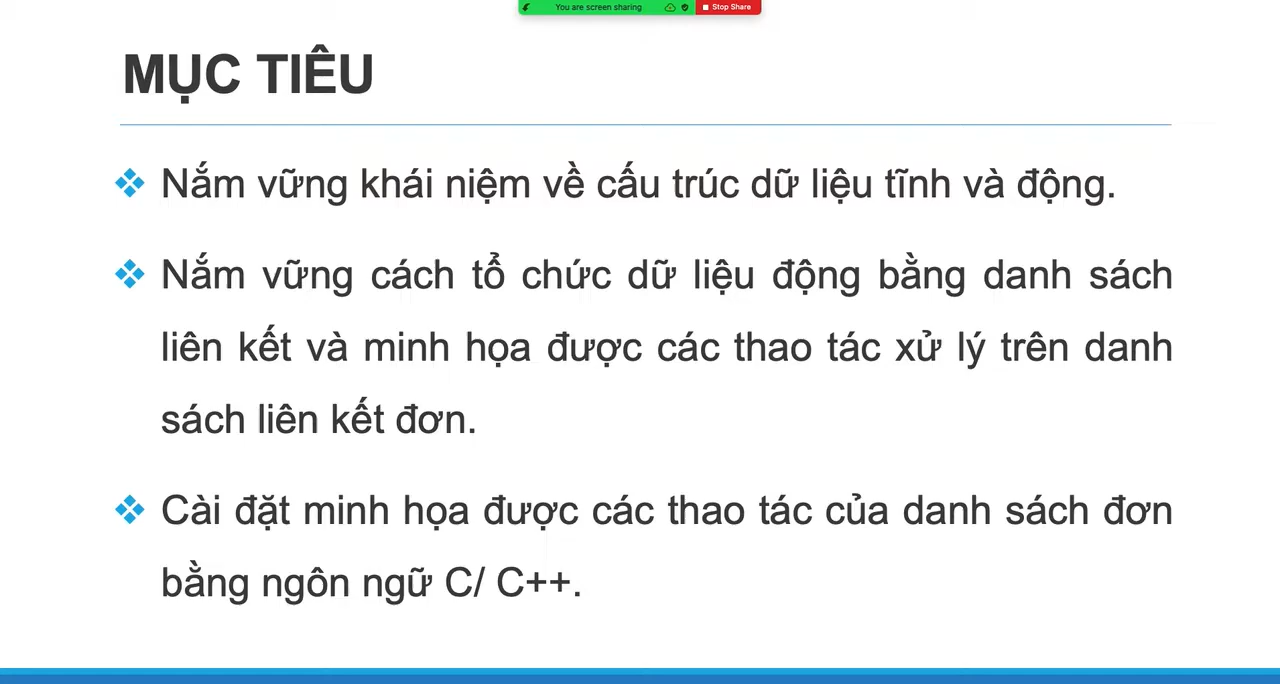 You are screen sharing Stop Share
MỤC TIÊU
Nắm vững khái niệm về cấu trúc dữ liệu tĩnh và động.
Nắm vững cách tổ chức dữ liệu động bằng danh sách
liên kết và minh họa được các thao tác xử lý trên danh
sách liên kết đơn.
Cài đặt minh họa được các thao tác của danh sách đơn
bằng ngôn ngữ C/ C++.